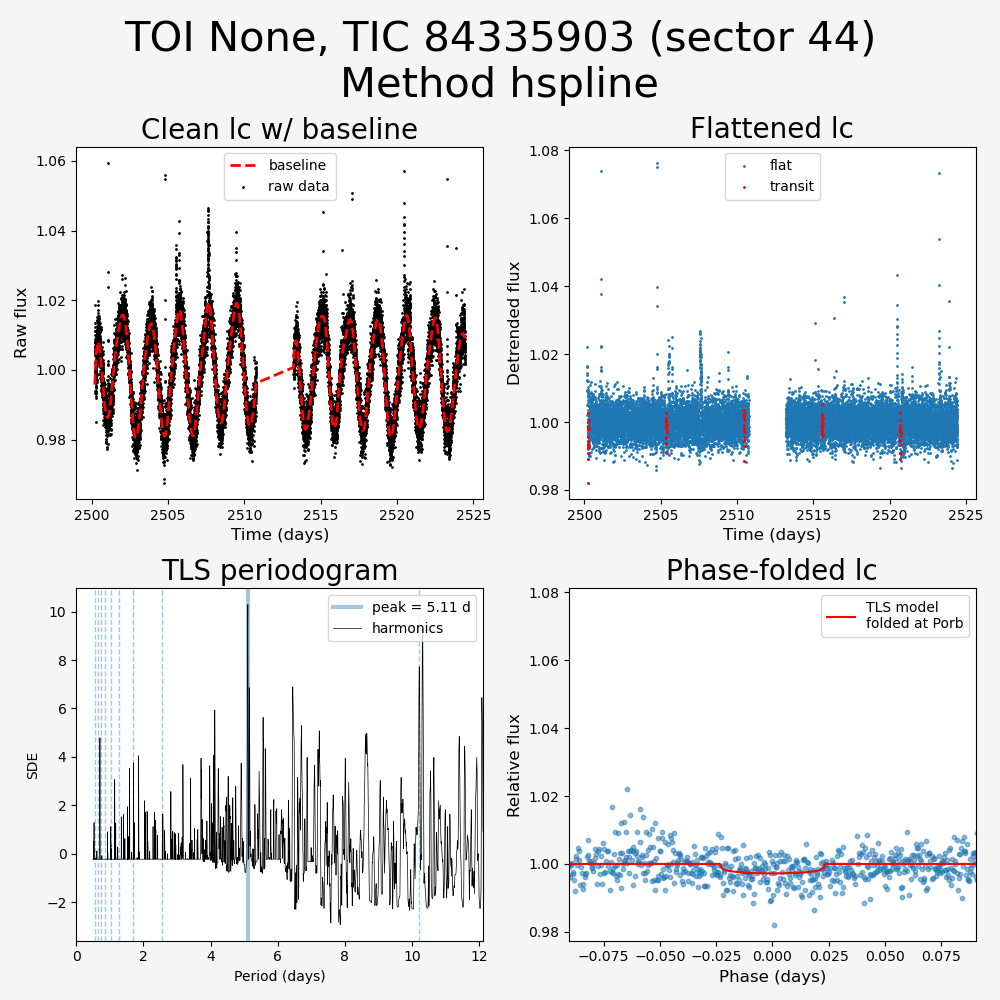 TOI None, TIC 84335903 (sector 44)
Method hspline
Clean lc w/ baseline
Raw flux
1.06
1.04
1.02
1.00
0.98
baseline
raw data
2500 2505 2510 2515 2520 2525
Time (days)
Flattened lc
Detrended flux
1.08
1.06
1.04
1.02
1.00
0.98
flat
transit
2500 2505 2510 2515 2520 2525
Time (days)
TLS periodogram
SDE
10
8
6
4
2
0
−2
peak = 5.11 d
harmonics
0 2 4 6 8 10 12
Period (days)
Phase-folded lc
Relative flux
1.08
1.06
1.04
1.02
1.00
0.98
TLS model
folded at Porb
−0.075 −0.050 −0.025 0.000 0.025 0.050 0.075
Phase (days)